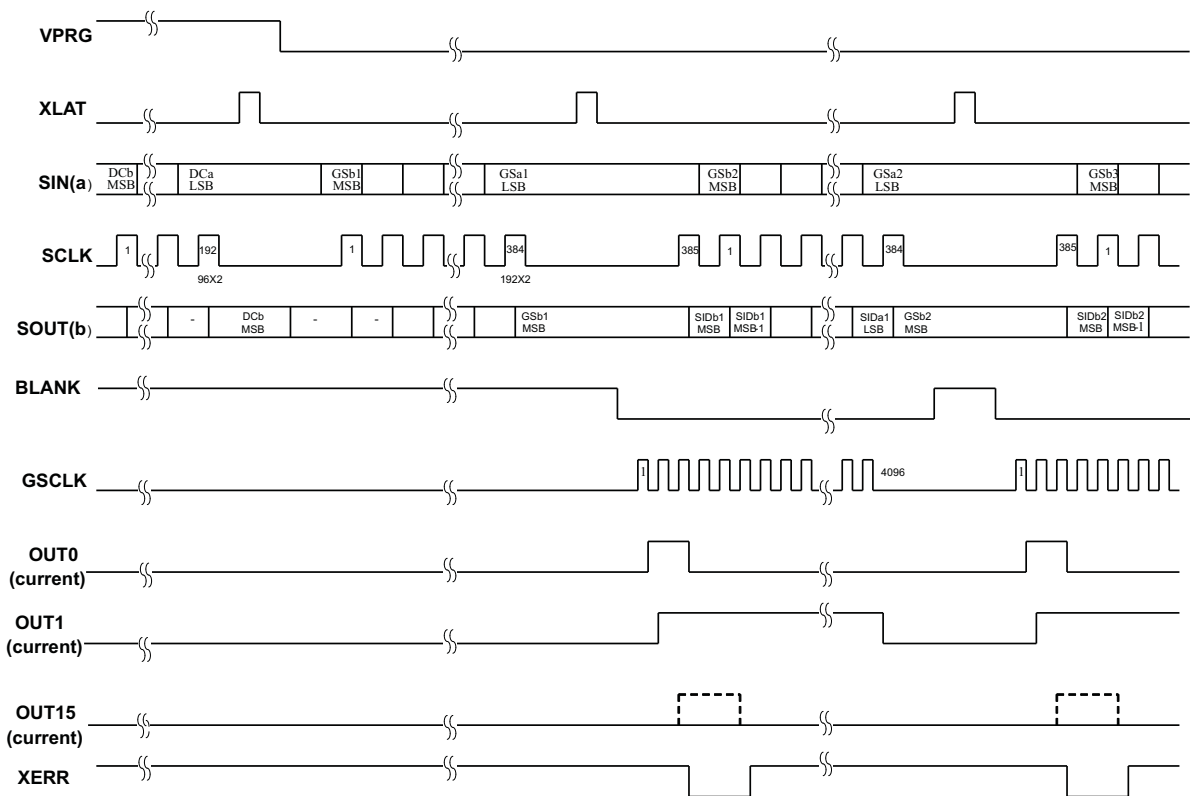 VPRG
XLAT
SIN(a)
DCb
MSB
DCa
LSB
GSb1
MSB
GSa1
LSB
GSb2
MSB
GSa2
LSB
GSb3
MSB
SCLK
1
192
1
384
385
1
384
385
1
96X2
192X2
SOUT(b)
-
DCb
MSB
-
-
GSb1
MSB
SIDb1
MSB
SIDb1
MSB-1
SIDa1
LSB
GSb2
MSB
SIDb2
MSB
SIDb2
MSB-1
BLANK
GSCLK
1
4096
1
OUT0
(current)
OUT1
(current)
OUT15
(current)
XERR